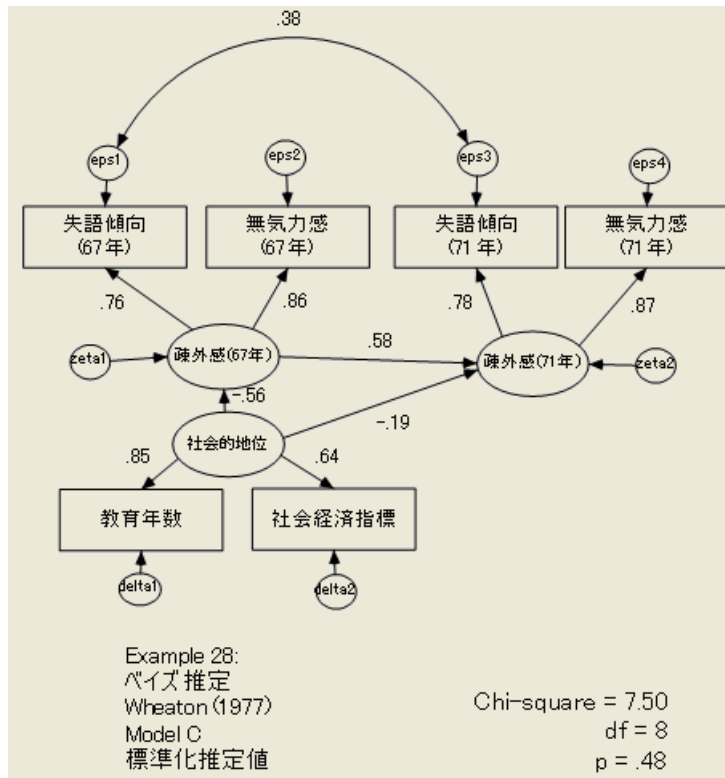 .38
eps1
eps2
eps3
eps4
失語傾向
(67年)
無気力感
(67年)
失語傾向
(71年)
無気力感
(71年)
.76
.86
.78
.87
zeta1
疎外感(67年)
.58
疎外感(71年)
zeta2
-.56
-.19
社会的地位
.85
.64
教育年数
社会経済指標
delta1
delta2
Example 28:
ベイズ推定
Wheaton (1977)
Model C
標準化推定値
Chi-square = 7.50
df = 8
p = .48